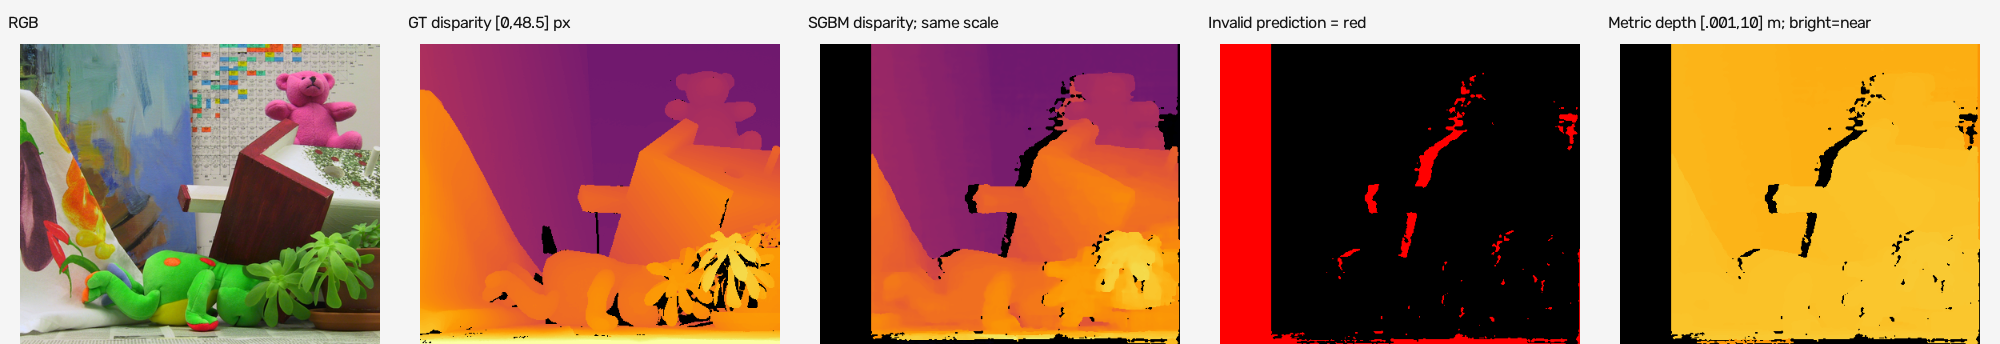 RGB
GT disparity [0,48.5] px
SGBM disparity; same scale
Invalid prediction = red
Metric depth [.001,10] m; bright=near